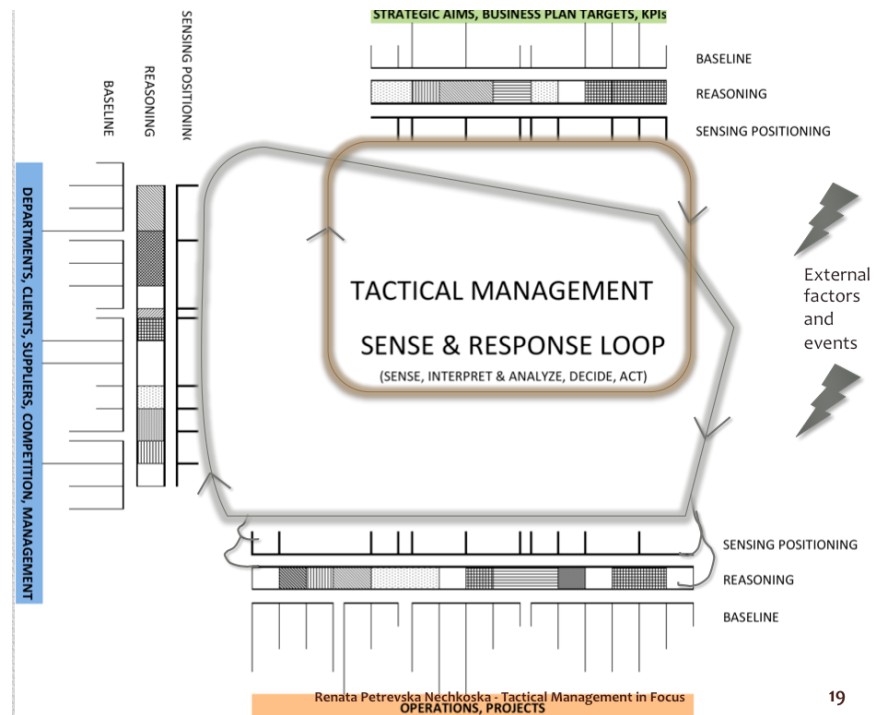 STRATEGIC AIMS, BUSINESS PLAN TARGETS, KPIs
BASELINE
REASONING
SENSING POSITIONING
BASELINE
REASONING
SENSING POSITIONING
DEPARTMENTS, CLIENTS, SUPPLIERS, COMPETITION, MANAGEMENT
TACTICAL MANAGEMENT
SENSE & RESPONSE LOOP
(SENSE, INTERPRET & ANALYZE, DECIDE, ACT)
External
factors
and
events
SENSING POSITIONING
REASONING
BASELINE
Renata Petrevska Nechkoska - Tactical Management in Focus
19
OPERATIONS, PROJECTS